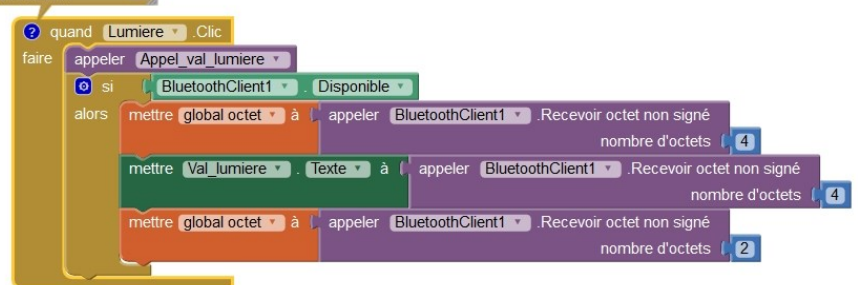 ? quand Lumiere .Clic
faire appeler Appel_val_lumiere
si BluetoothClient1 . Disponible
alors mettre global octet à appeler BluetoothClient1 .Recevoir octet non signé
nombre d'octets 4
mettre Val_lumiere . Texte à appeler BluetoothClient1 .Recevoir octet non signé
nombre d'octets 4
mettre global octet à appeler BluetoothClient1 .Recevoir octet non signé
nombre d'octets 2